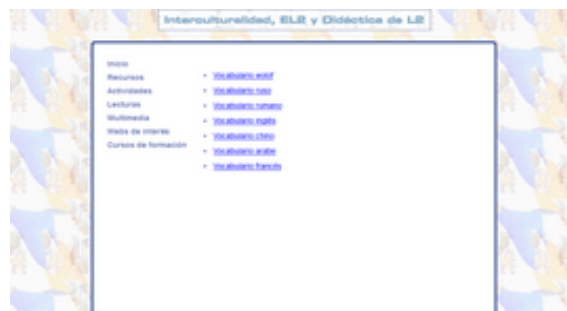 Interculturalidad, EL2 y Didáctica de L2
Inicio
Recursos
Actividades
Lecturas
Multimedia
Webs de interés
Cursos de formación
Vocabulario wolof
Vocabulario ruso
Vocabulario rumano
Vocabulario inglés
Vocabulario chino
Vocabulario árabe
Vocabulario francés